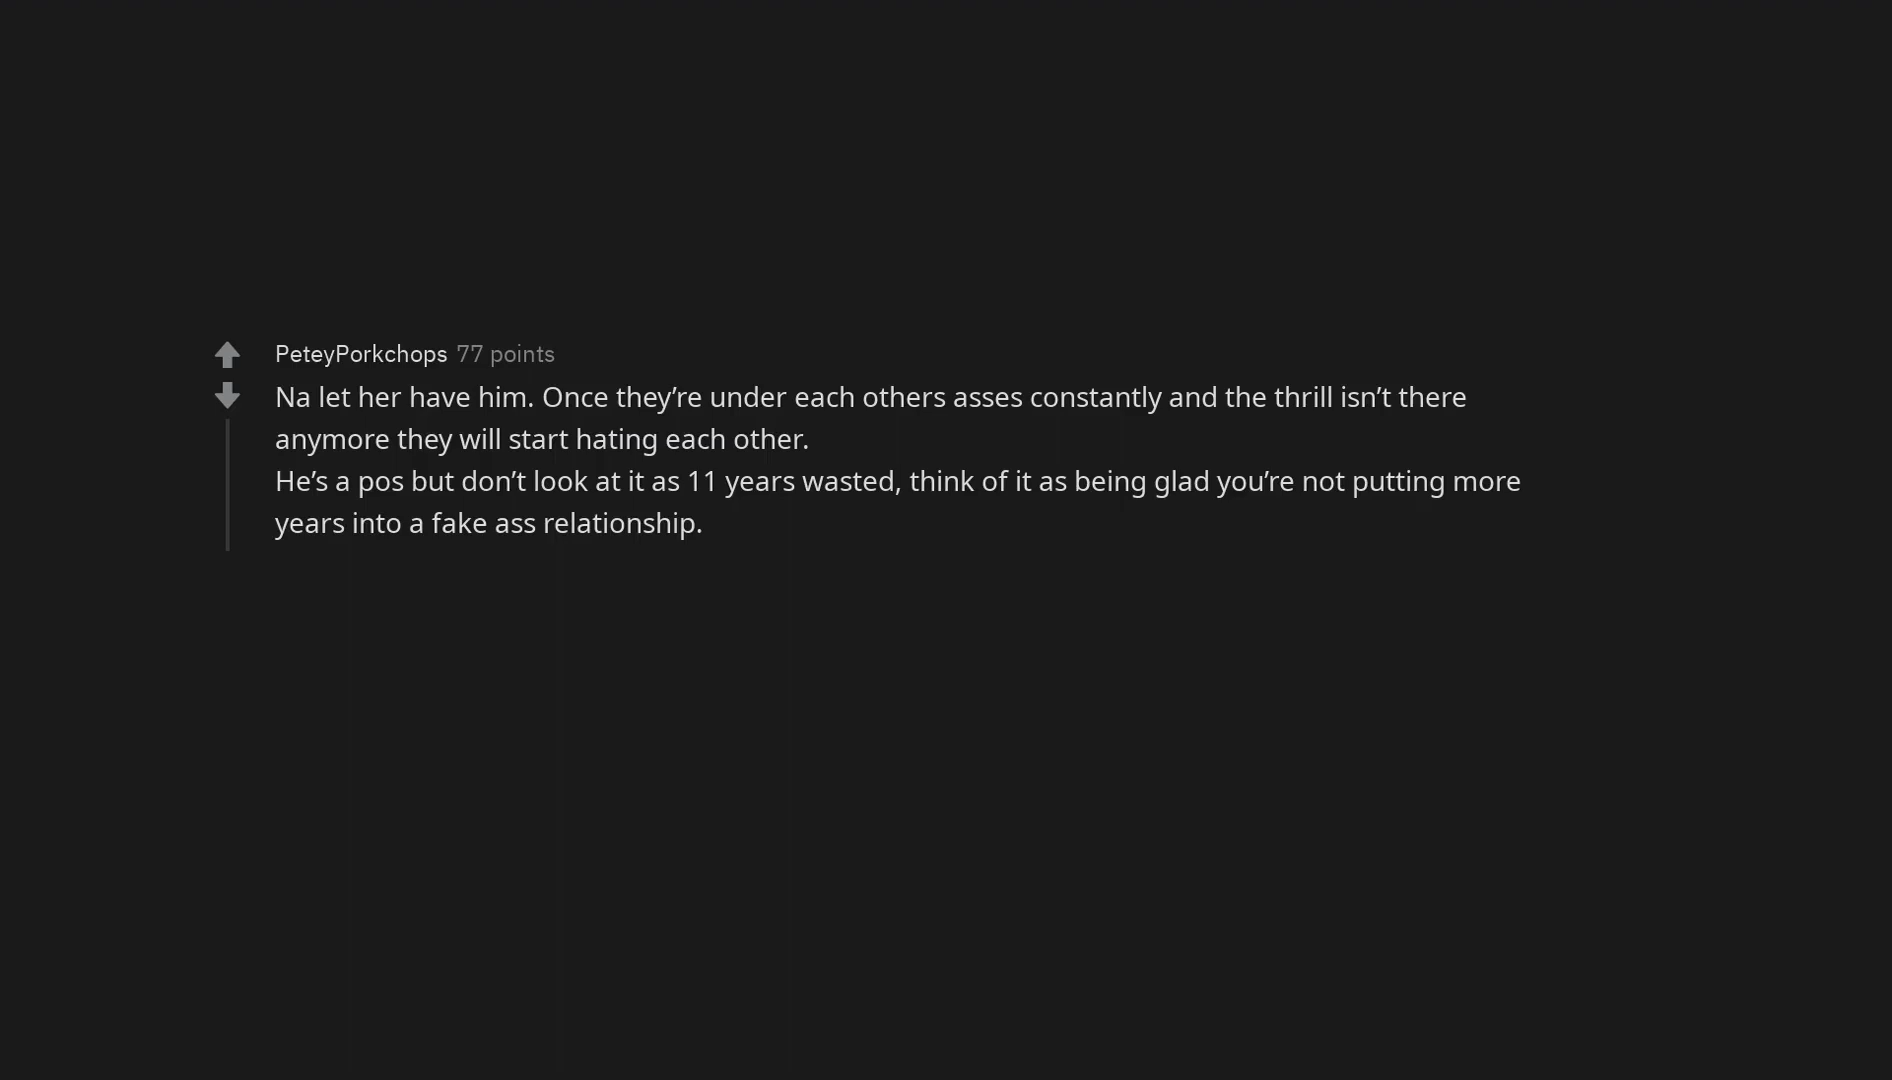 PeteyPorkchops 77 points
Na let her have him. Once they’re under each others asses constantly and the thrill isn’t there
anymore they will start hating each other.
He’s a pos but don’t look at it as 11 years wasted, think of it as being glad you’re not putting more
years into a fake ass relationship.